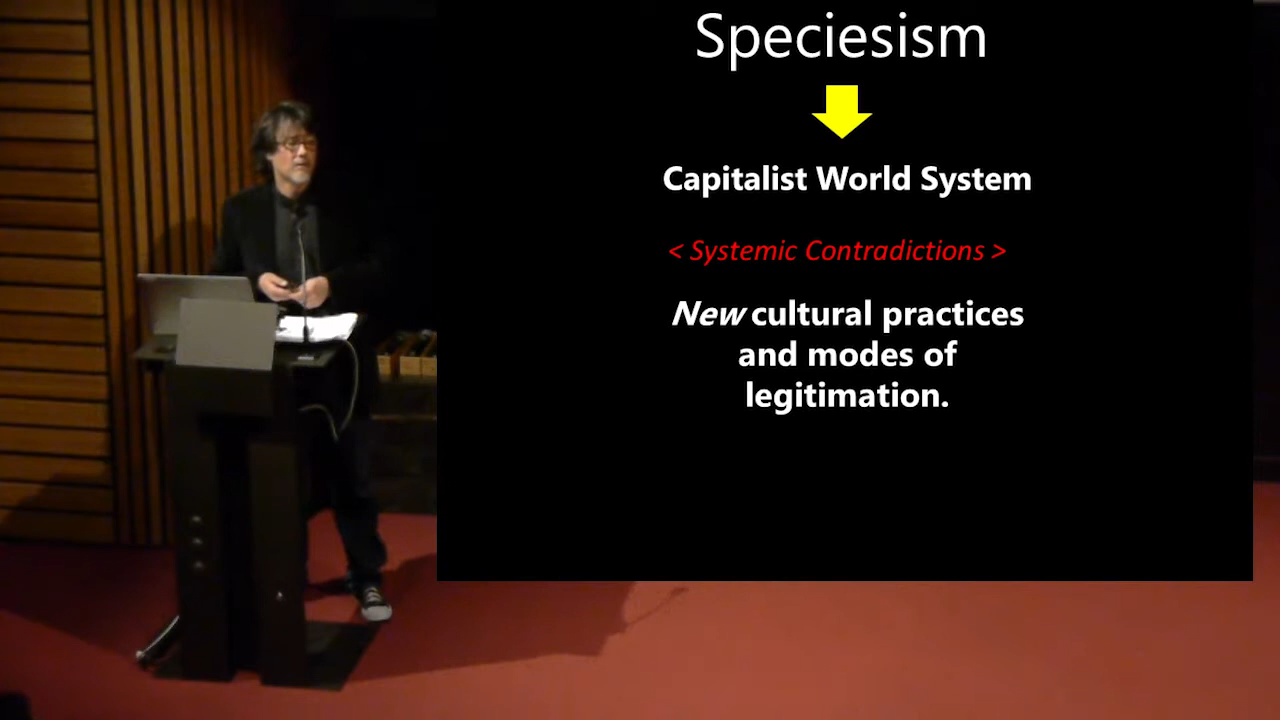 Speciesism
Capitalist World System
< Systemic Contradictions >
New cultural practices
and modes of
legitimation.